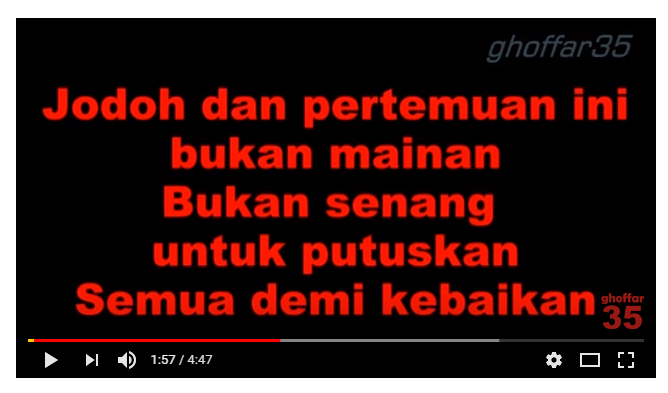 ghoffar35
Jodoh dan pertemuan ini
bukan mainan
Bukan senang
untuk putuskan
Semua demi kebaikan
ghoffar
35
1:57 / 4:47